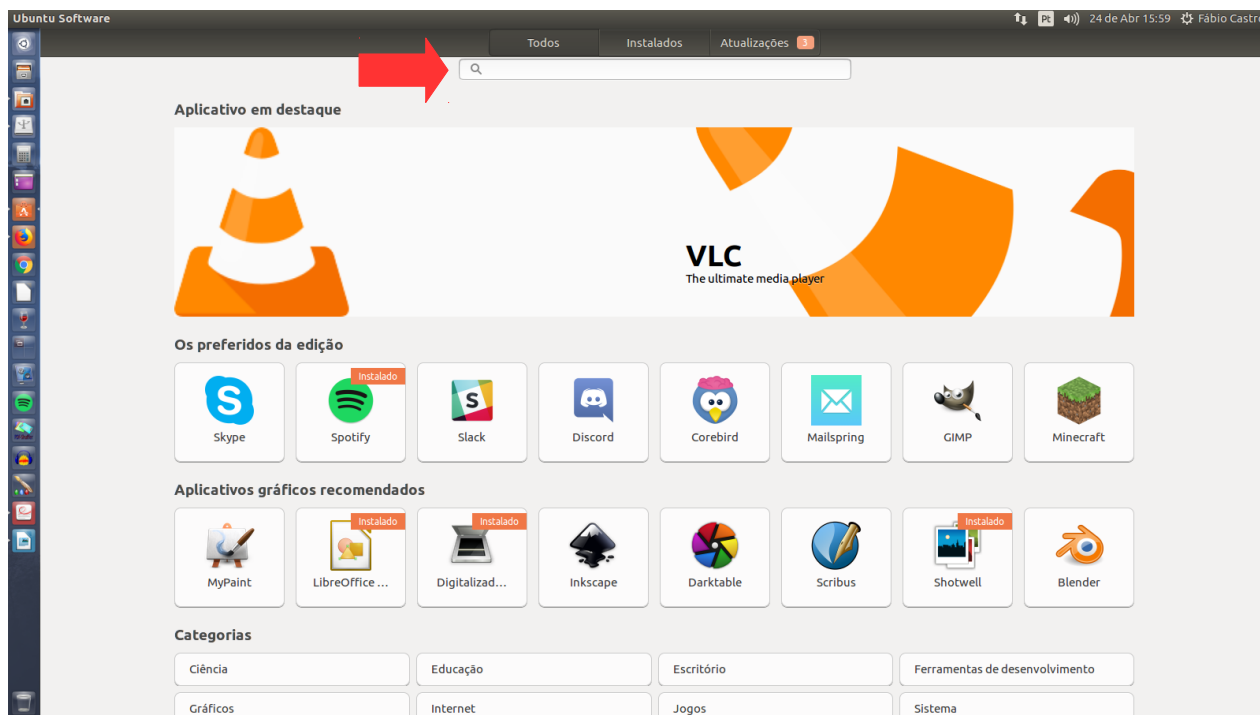 Ubuntu Software
Pt 24 de Abr 15:59 Fábio Castro
Todos Instalados Atualizações 3
Aplicativo em destaque
VLC
The ultimate media player
Os preferidos da edição
Instalado
Skype Spotify Slack Discord Corebird Mailspring GIMP Minecraft
Aplicativos gráficos recomendados
Instalado Instalado Instalado
MyPaint LibreOffice ... Digitalizad... Inkscape Darktable Scribus Shotwell Blender
Categorias
Ciência Educação Escritório Ferramentas de desenvolvimento
Gráficos Internet Jogos Sistema